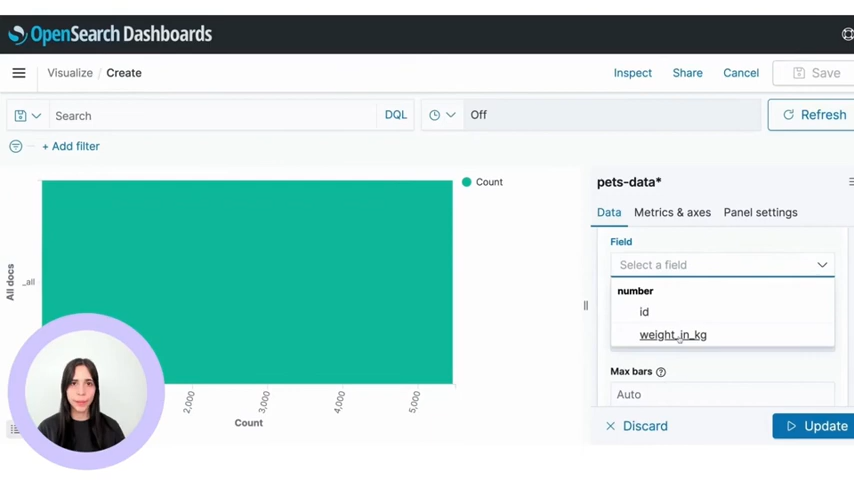 OpenSearch Dashboards
Visualize / Create
Inspect Share Cancel Save
Search DQL Off Refresh
+ Add filter
Count
All docs
_all
2,000 3,000 4,000 5,000
Count
pets-data*
Data Metrics & axes Panel settings
Field
Select a field
number
id
weight_in_kg
Max bars
Auto
Discard Update